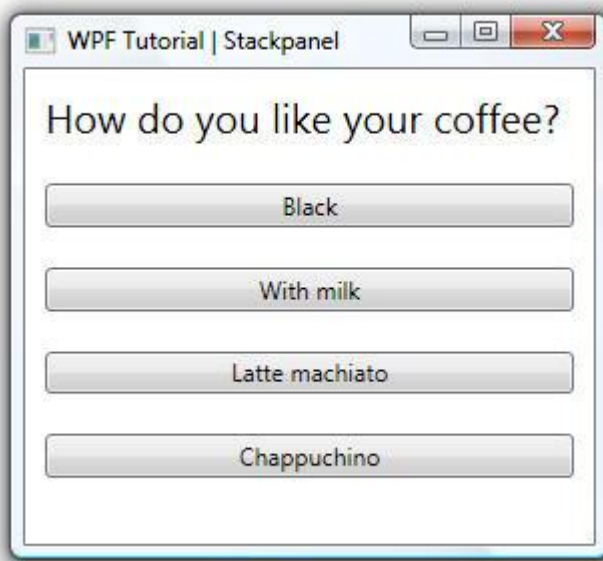 WPF Tutorial | Stackpanel
How do you like your coffee?
Black
With milk
Latte machiato
Chappuchino